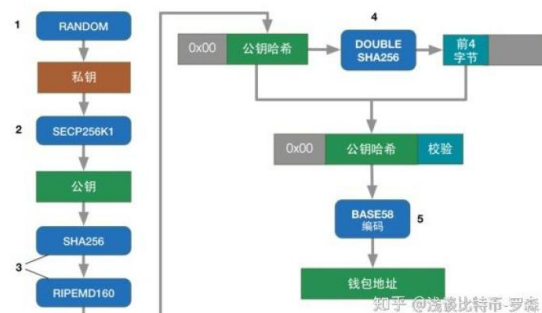 1
RANDOM
私钥
2
SECP256K1
公钥
SHA256
3
RIPEMD160
4
0x00
公钥哈希
DOUBLE
SHA256
前4
字节
0x00
公钥哈希
校验
BASE58
编码
5
钱包地址
知乎 @浅谈比特币-罗森